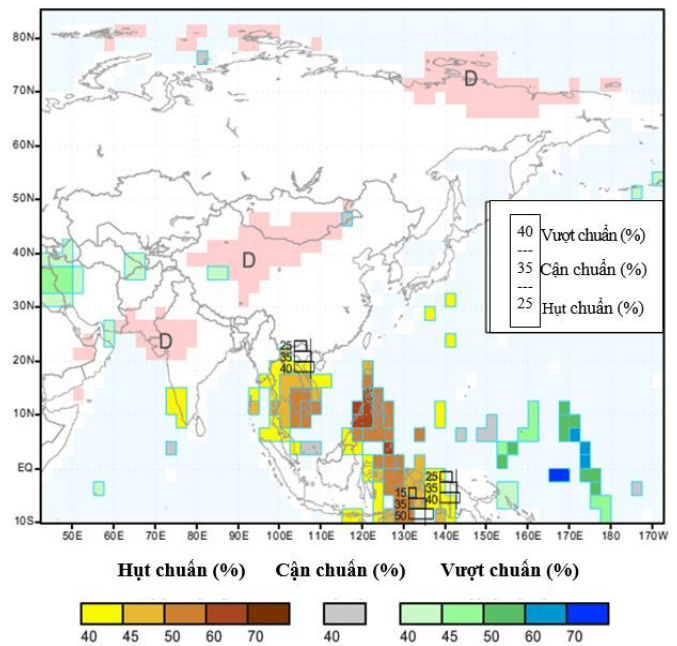 80N
70N
60N
50N
40N
30N
20N
10N
EQ
10S
D
D
D
40 Vượt chuẩn (%)
---
35 Cận chuẩn (%)
---
25 Hụt chuẩn (%)
25
35
40
25
35
40
15
35
50
50E 60E 70E 80E 90E 100E 110E 120E 130E 140E 150E 160E 170E 180 170W
Hụt chuẩn (%) Cận chuẩn (%) Vượt chuẩn (%)
40 45 50 60 70 40 40 45 50 60 70